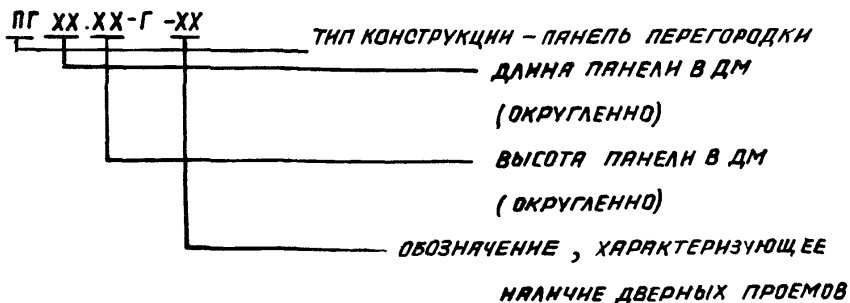 ПГ ХХ.ХХ-Г-ХХ
ТИП КОНСТРУКЦИИ – ПАНЕЛЬ ПЕРЕГОРОДКИ
ДЛИНА ПАНЕЛИ В ДМ
(ОКРУГЛЕННО)
ВЫСОТА ПАНЕЛИ В ДМ
(ОКРУГЛЕННО)
ОБОЗНАЧЕНИЕ, ХАРАКТЕРИЗУЮЩЕЕ
НАЛИЧИЕ ДВЕРНЫХ ПРОЕМОВ